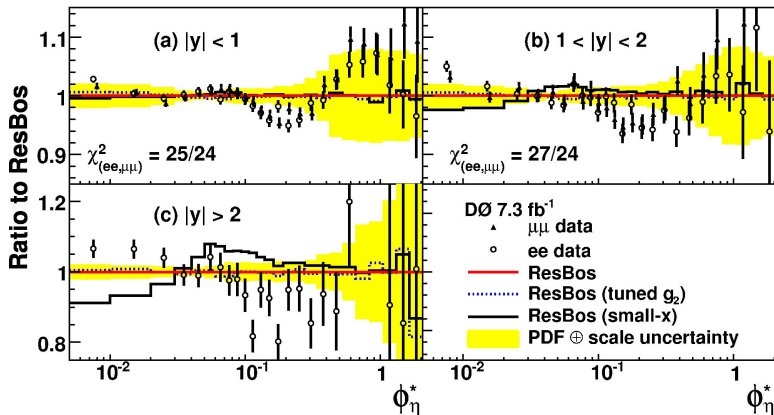 Ratio to ResBos
1.1
1
0.9
(a) |y| < 1
χ²(ee,μμ) = 25/24
(b) 1 < |y| < 2
χ²(ee,μμ) = 27/24
1.2
1
0.8
(c) |y| > 2
DØ 7.3 fb⁻¹
μμ data
ee data
ResBos
ResBos (tuned g₂)
ResBos (small-x)
PDF ⊕ scale uncertainty
10⁻² 10⁻¹ 1 10⁻² 10⁻¹ 1
ϕ*η ϕ*η